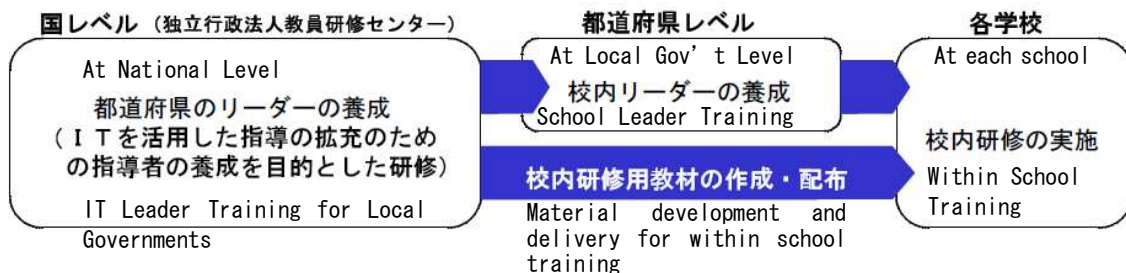 国レベル（独立行政法人教員研修センター）
At National Level
都道府県のリーダーの養成
（ＩＴを活用した指導の拡充のため
の指導者の養成を目的とした研修）
IT Leader Training for Local
Governments
都道府県レベル
At Local Gov't Level
校内リーダーの養成
School Leader Training
校内研修用教材の作成・配布
Material development and
delivery for within school
training
各学校
At each school
校内研修の実施
Within School
Training